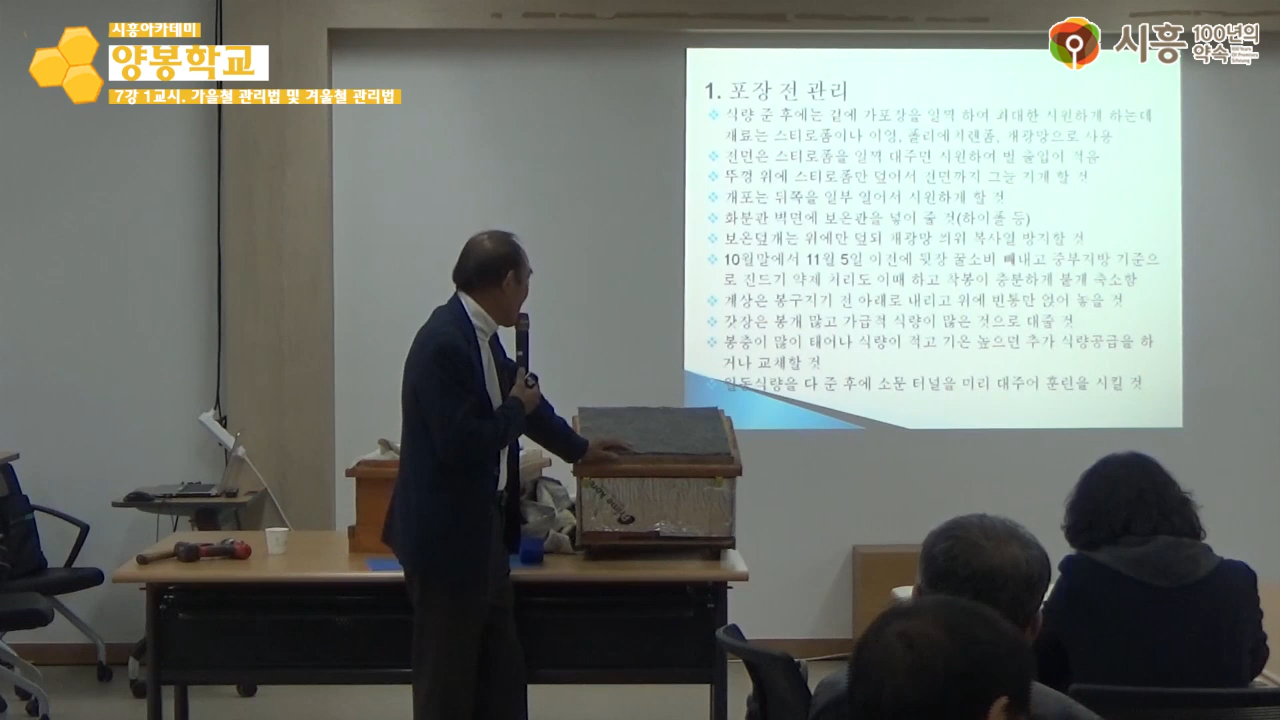 시흥아카데미
양봉학교
7강 1교시. 가을철 관리법 및 겨울철 관리법
시흥 100년의 약속
1. 포장 전 관리
식량 준 후에는 겉에 가포장을 일찍 하여 최대한 시원하게 하는데
재료는 스티로폼이나 이엉, 폴리에치렌폼, 차광망으로 사용
전면은 스티로폼을 일찍 대주면 시원하여 벌 출입이 적음
뚜껑 위에 스티로폼만 덮어서 전면까지 그늘 지게 할 것
개포는 뒤쪽을 일부 열어서 시원하게 할 것
화분관 벽면에 보온판을 넣어 줄 것(하이폴 등)
보온덮개는 위에만 덮되 차광망 씌워 복사열 방지할 것
10월말에서 11월 5일 이전에 뒷장 꿀소비 빼내고 중부지방 기준으
로 진드기 약제 처리도 이때 하고 착봉이 충분하게 붙게 축소함
계상은 봉구지기 전 아래로 내리고 위에 빈통만 얹어 놓을 것
갓장은 봉개 많고 가급적 식량이 많은 것으로 대줄 것
봉충이 많이 태어나 식량이 적고 기온 높으면 추가 식량공급을 하
거나 교체할 것
월동식량을 다 준 후에 소문 터널을 미리 대주어 훈련을 시킬 것